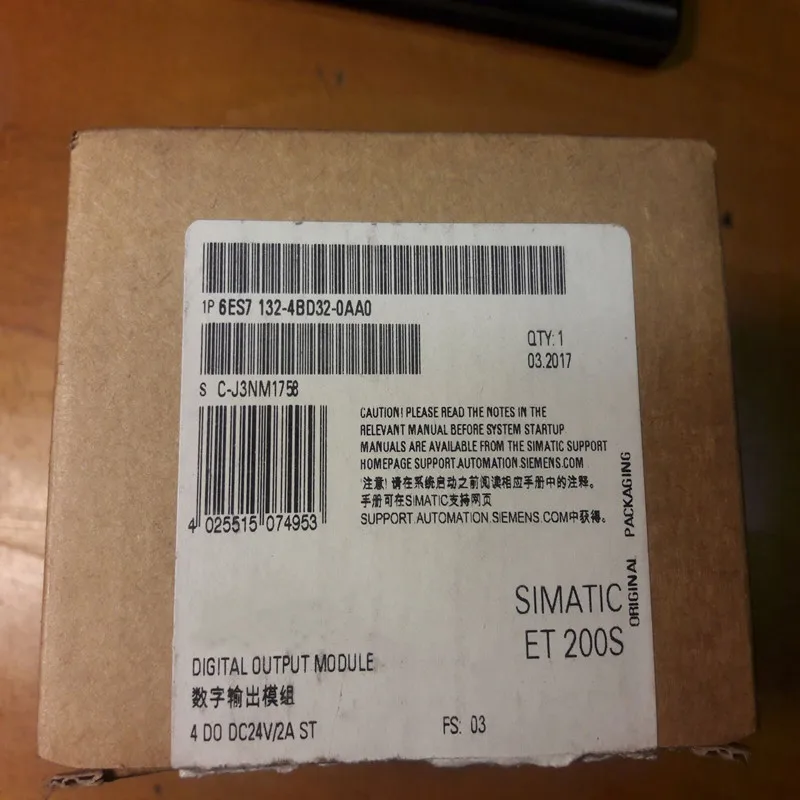 1P 6ES7 132-4BD32-0AA0
QTY: 1
03.2017
S C-J3NM1758
4 025515 074953
CAUTION! PLEASE READ THE NOTES IN THE
RELEVANT MANUAL BEFORE SYSTEM STARTUP
MANUALS ARE AVAILABLE FROM THE SIMATIC SUPPORT
HOMEPAGE SUPPORT.AUTOMATION.SIEMENS.COM
注意! 请在系统启动之前阅读相应手册中的注释。
手册可在SIMATIC支持网页
SUPPORT.AUTOMATION.SIEMENS.COM中获得。
ORIGINAL PACKAGING
SIMATIC
ET 200S
DIGITAL OUTPUT MODULE
数字输出模组
4 DO DC24V/2A ST
FS: 03